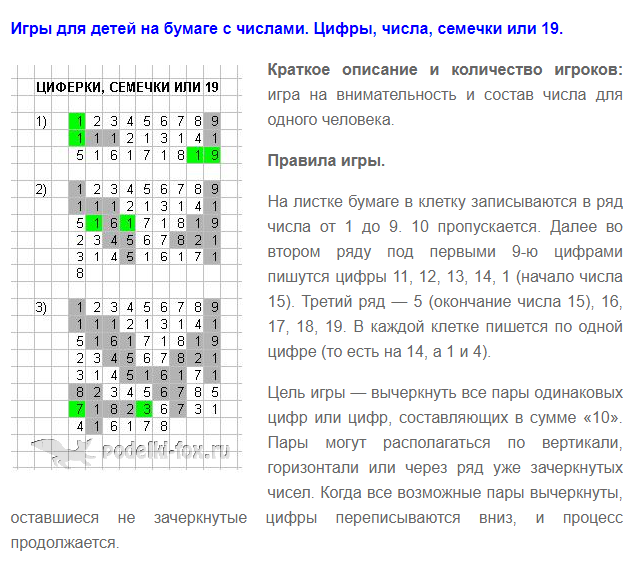 Игры для детей на бумаге с числами. Цифры, числа, семечки или 19.
ЦИФЕРКИ, СЕМЕЧКИ ИЛИ 19
1) 1 2 3 4 5 6 7 8 9
1 1 1 2 1 3 1 4 1
5 1 6 1 7 1 8 1 9
2) 1 2 3 4 5 6 7 8 9
1 1 1 2 1 3 1 4 1
5 1 6 1 7 1 8 1 9
2 3 4 5 6 7 8 2 1
3 1 4 5 1 6 1 7 1
8
3) 1 2 3 4 5 6 7 8 9
1 1 1 2 1 3 1 4 1
5 1 6 1 7 1 8 1 9
2 3 4 5 6 7 8 2 1
3 1 4 5 1 6 1 7 1
8 2 3 4 5 6 7 8 5
7 1 8 2 3 6 7 3 1
4 1 6 1 7 8
podelki-fox.ru
Краткое описание и количество игроков:
игра на внимательность и состав числа для
одного человека.
Правила игры.
На листке бумаге в клетку записываются в ряд
числа от 1 до 9. 10 пропускается. Далее во
втором ряду под первыми 9-ю цифрами
пишутся цифры 11, 12, 13, 14, 1 (начало числа
15). Третий ряд — 5 (окончание числа 15), 16,
17, 18, 19. В каждой клетке пишется по одной
цифре (то есть на 14, а 1 и 4).
Цель игры — вычеркнуть все пары одинаковых
цифр или цифр, составляющих в сумме «10».
Пары могут располагаться по вертикали,
горизонтали или через ряд уже зачеркнутых
чисел. Когда все возможные пары вычеркнуты,
оставшиеся не зачеркнутые цифры переписываются вниз, и процесс
продолжается.